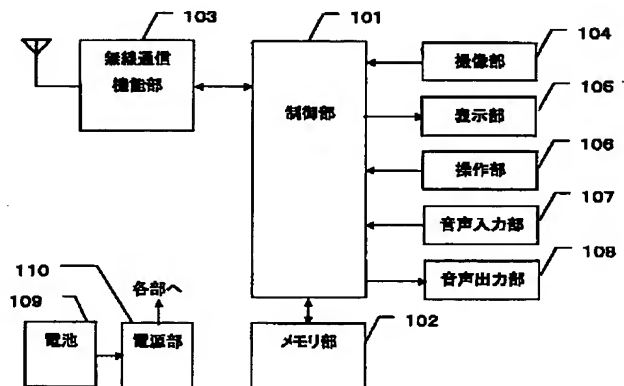 103
101
104
無線通信
機能部
制御部
撮像部
105
表示部
106
操作部
107
音声入力部
108
音声出力部
110
各部へ
109
電池
電源部
メモリ部
102